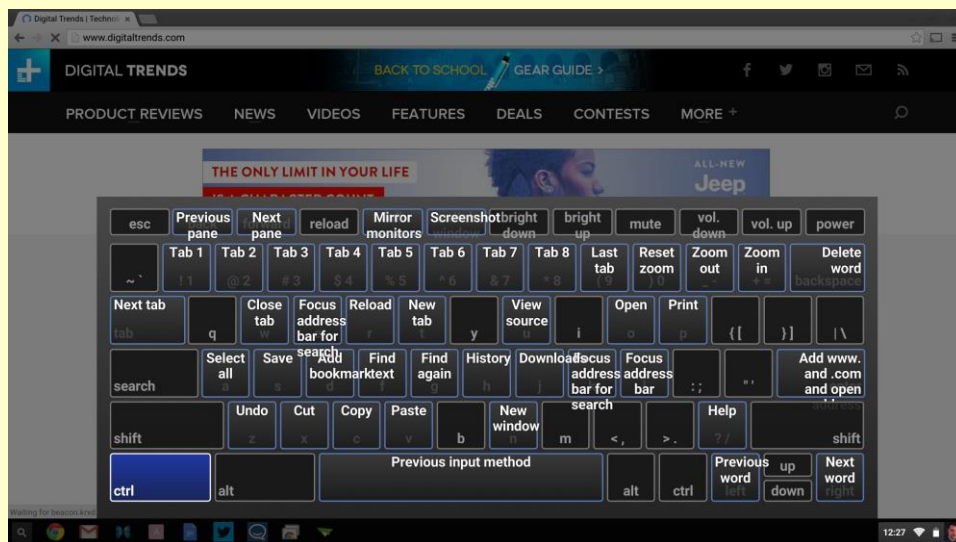 Digital Trends | Technol
www.digitaltrends.com
DIGITAL TRENDS
BACK TO SCHOOL GEAR GUIDE >
PRODUCT REVIEWS NEWS VIDEOS FEATURES DEALS CONTESTS MORE +
THE ONLY LIMIT IN YOUR LIFE
ALL-NEW
Jeep
esc Previous pane Next pane reload Mirror monitors Screenshot bright down bright up mute vol. down vol. up power
~ ` Tab 1 ! 1 Tab 2 @ 2 Tab 3 # 3 Tab 4 $ 4 Tab 5 % 5 Tab 6 ^ 6 Tab 7 & 7 Tab 8 * 8 Last tab ( 9 Reset zoom ) 0 Zoom out _ - Zoom in + = Delete word backspace
Next tab tab q Close tab w Focus address bar for search Reload r New tab t y View source u i Open o Print p { [ } ] | \
search Select all a Save s Add bookmark d Find text f Find again g History h Downloads j Focus address bar for search Focus address bar : ; " ' Add www. and .com and open address
shift Undo z Cut x Copy c Paste v b New window n m < , > . Help ? / shift
ctrl alt Previous input method alt ctrl Previous word left up down Next word right
Waiting for beacon.krxd
12:27